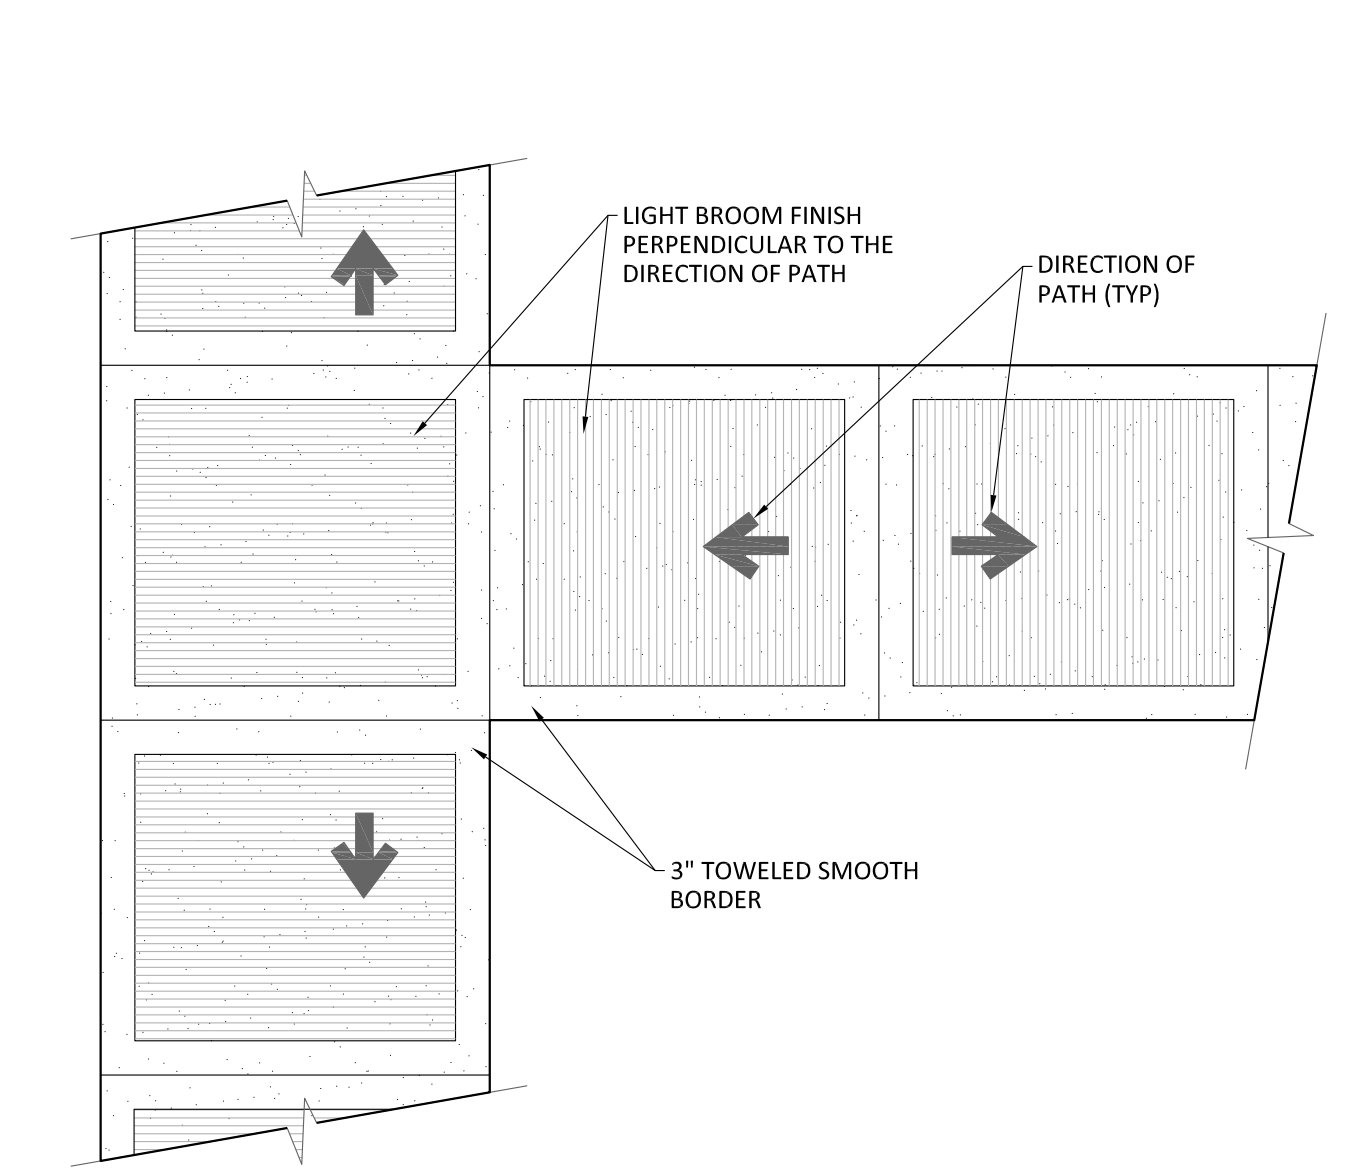 LIGHT BROOM FINISH
PERPENDICULAR TO THE
DIRECTION OF PATH
DIRECTION OF
PATH (TYP)
3" TOWELED SMOOTH
BORDER